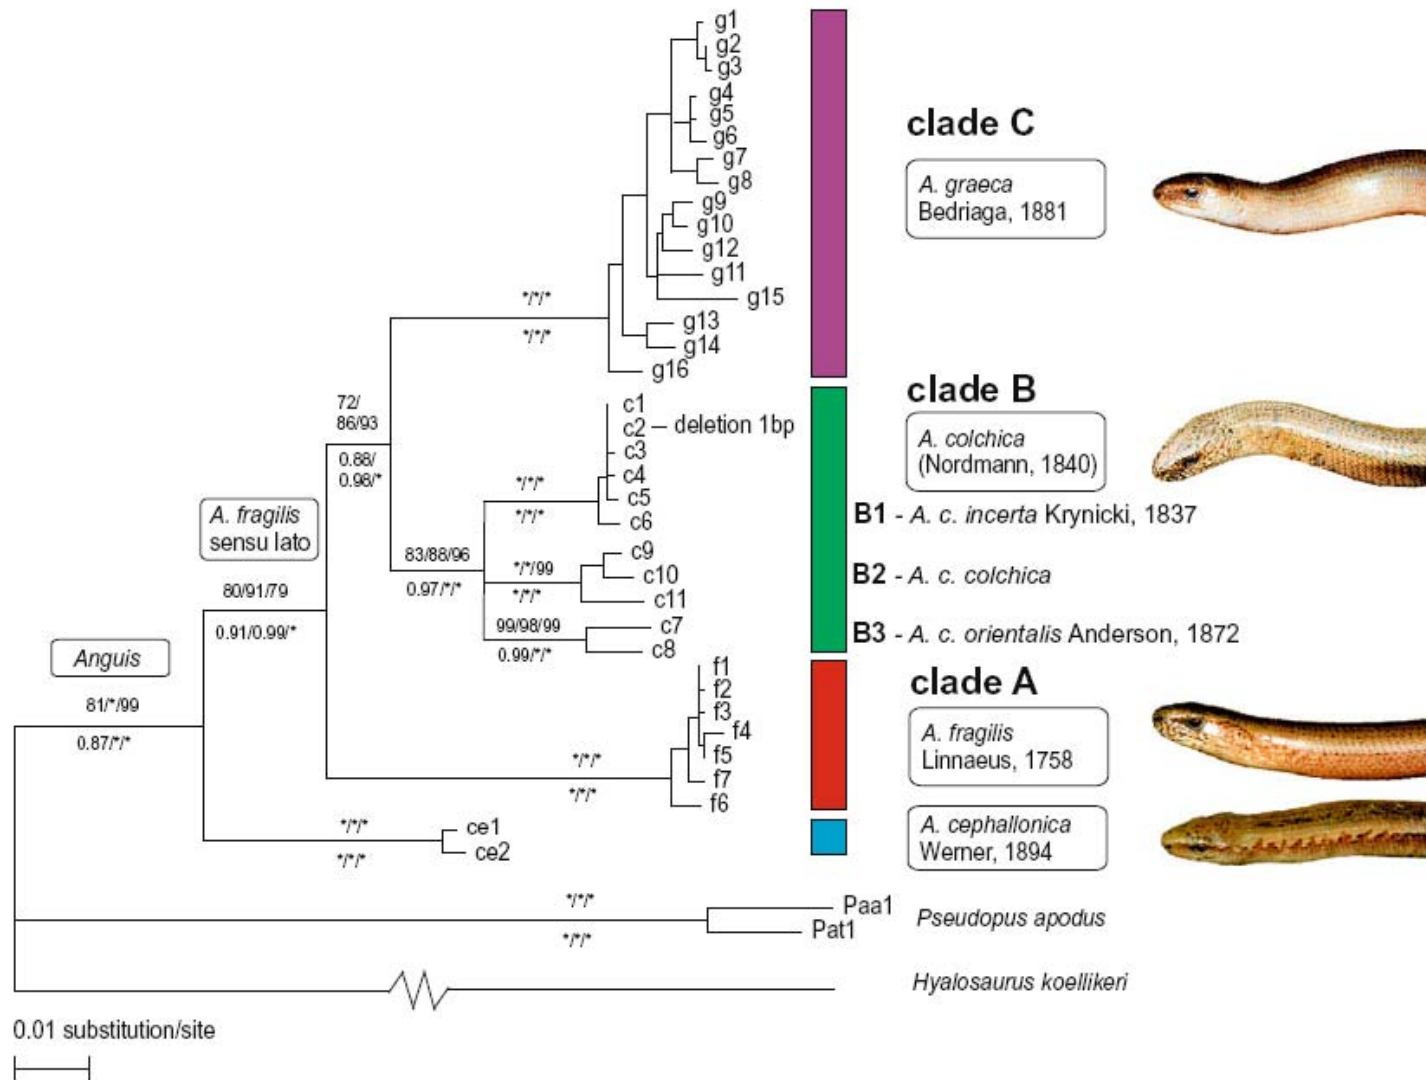 g1
g2
g3
g4
g5
g6
g7
g8
g9
g10
g12
g11
g15
g13
g14
g16
*/*/*
*/*/*
clade C
A. graeca
Bedriaga, 1881
72/
86/93
0.88/
0.98/*
c1
c2 – deletion 1bp
c3
c4
c5
c6
*/*/*
*/*/*
83/88/96
0.97/*/*
c9
c10
c11
*/*/99
*/*/*
c7
c8
99/98/99
0.99/*/*
clade B
A. colchica
(Nordmann, 1840)
B1 - A. c. incerta Krynicki, 1837
B2 - A. c. colchica
B3 - A. c. orientalis Anderson, 1872
A. fragilis
sensu lato
80/91/79
0.91/0.99/*
Anguis
81/*/99
0.87/*/*
f1
f2
f3
f4
f5
f7
f6
*/*/*
*/*/*
clade A
A. fragilis
Linnaeus, 1758
*/*/*
*/*/*
ce1
ce2
A. cephallonica
Werner, 1894
*/*/*
*/*/*
Paa1
Pat1
Pseudopus apodus
Hyalosaurus koellikeri
0.01 substitution/site